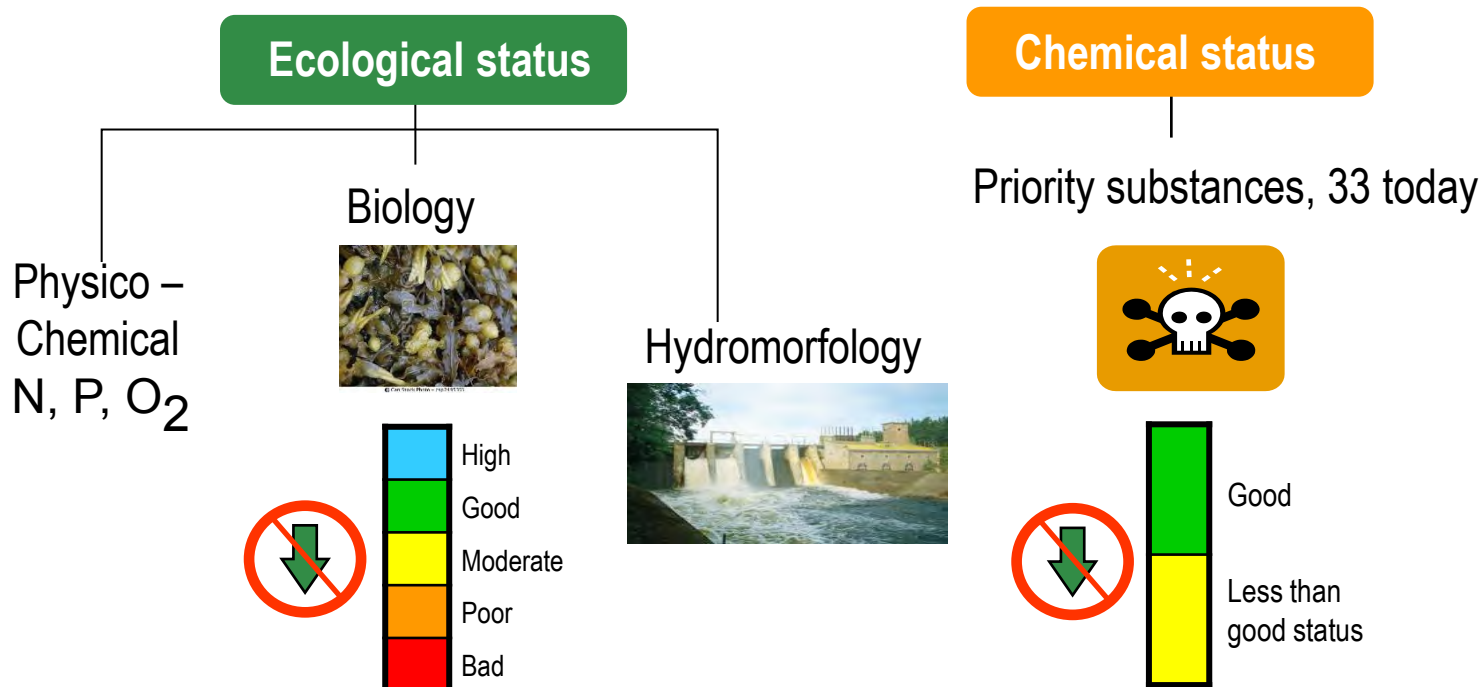 Ecological status
Chemical status
Priority substances, 33 today
Biology
Physico –
Chemical
N, P, O2
Hydromorfology
High
Good
Moderate
Poor
Bad
Good
Less than
good status